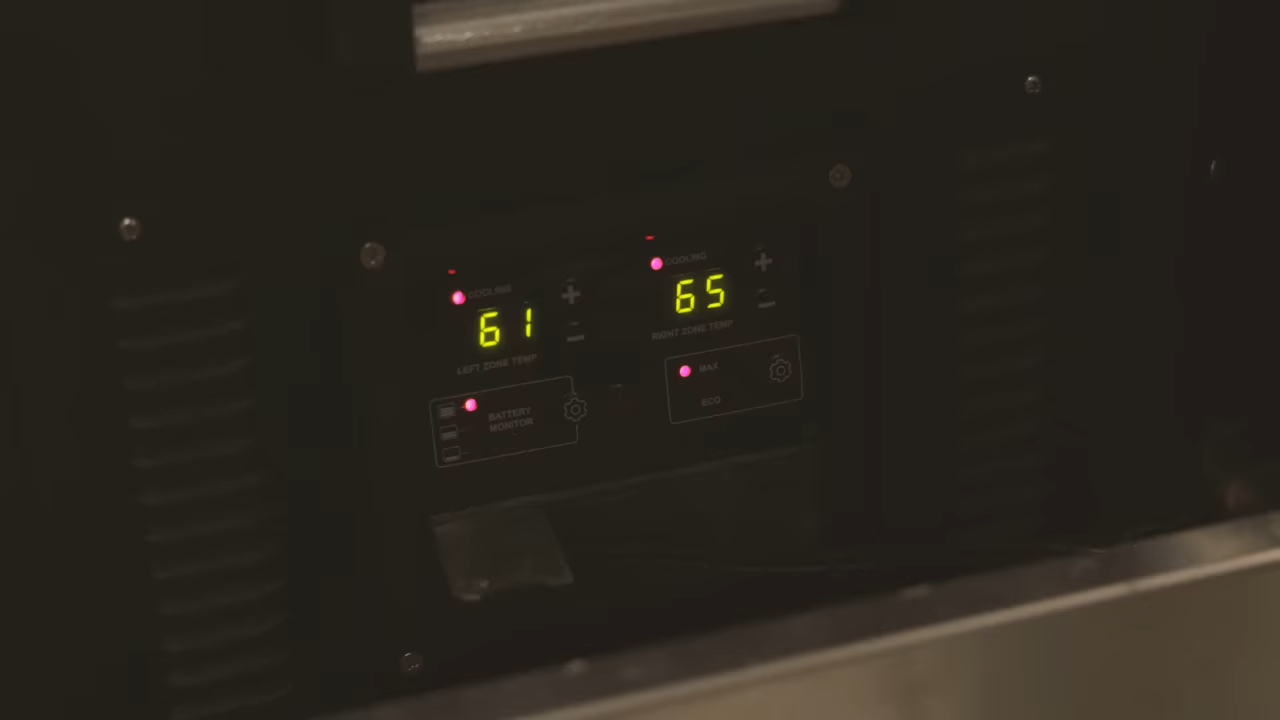 COOLING
61
LEFT ZONE TEMP
BATTERY
MONITOR
COOLING
65
RIGHT ZONE TEMP
MAX
ECO